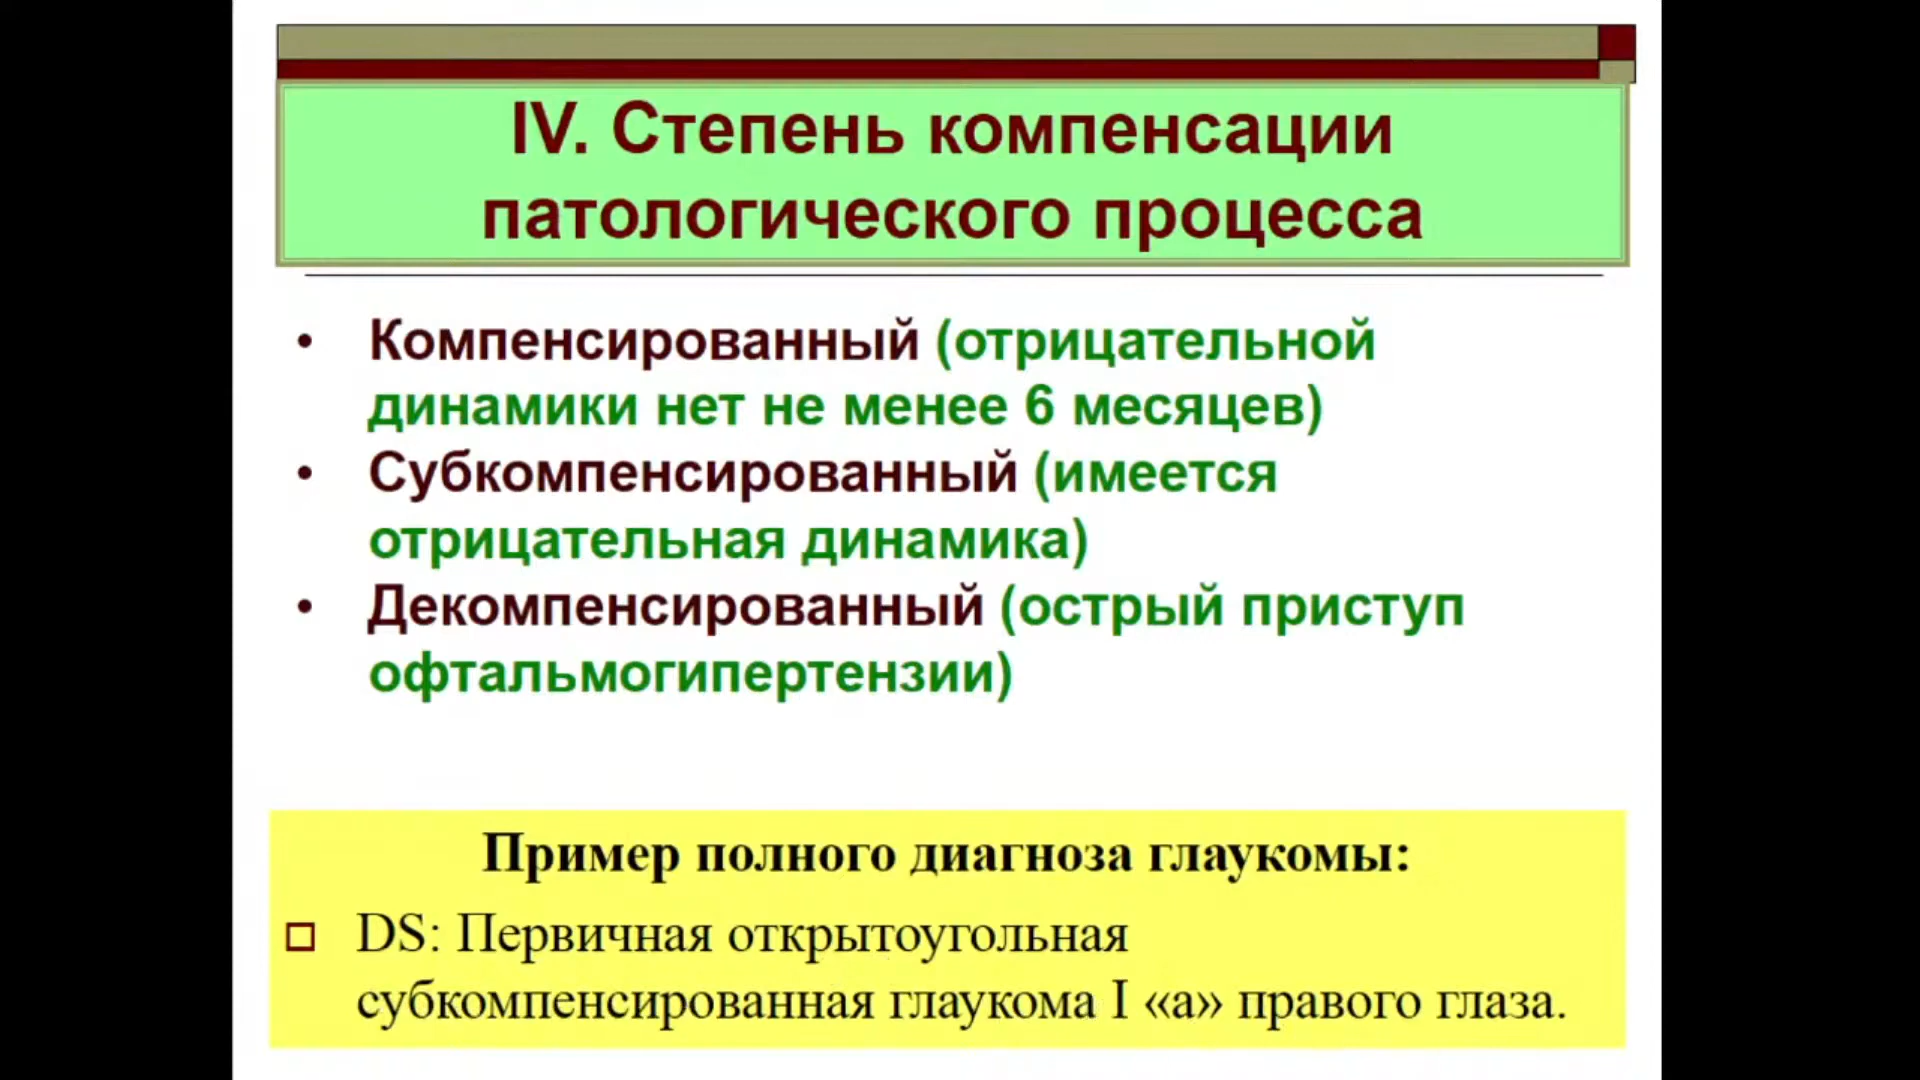 IV. Степень компенсации
патологического процесса
• Компенсированный (отрицательной
динамики нет не менее 6 месяцев)
• Субкомпенсированный (имеется
отрицательная динамика)
• Декомпенсированный (острый приступ
офтальмогипертензии)
Пример полного диагноза глаукомы:
DS: Первичная открытоугольная
субкомпенсированная глаукома I «а» правого глаза.